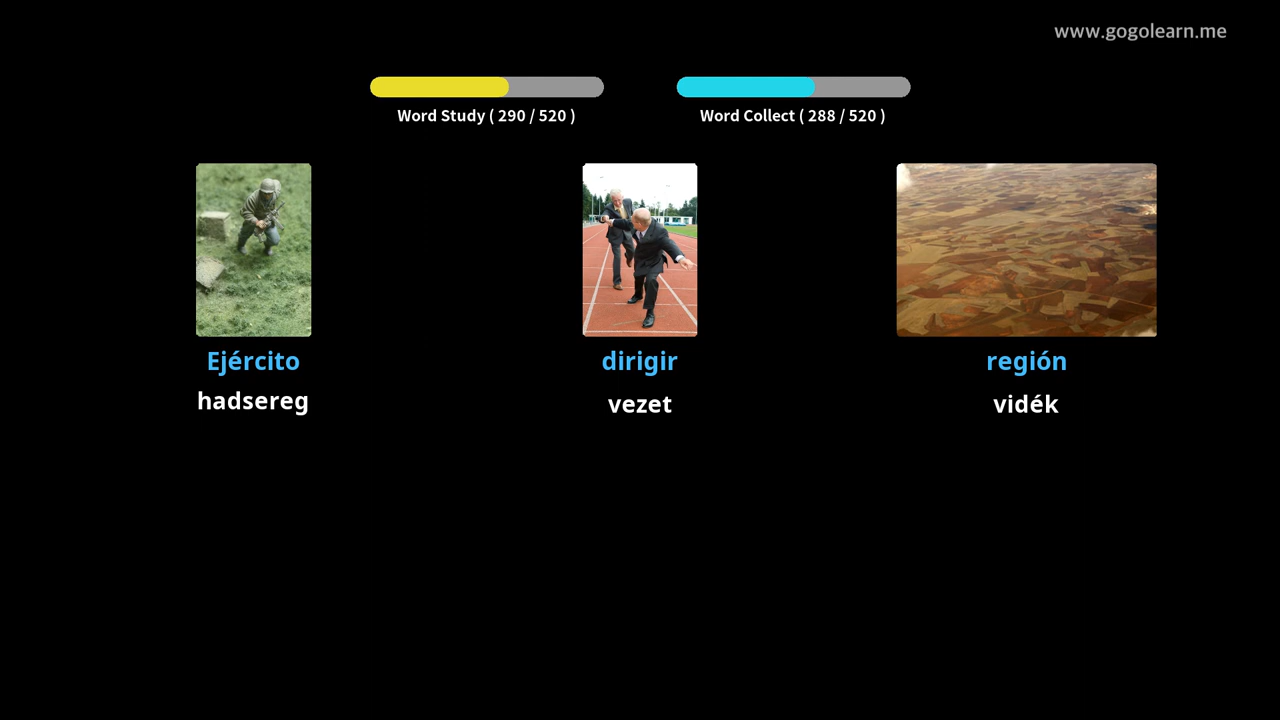 www.gogolearn.me
Word Study ( 290 / 520 )
Word Collect ( 288 / 520 )
Ejército
hadsereg
dirigir
vezet
región
vidék